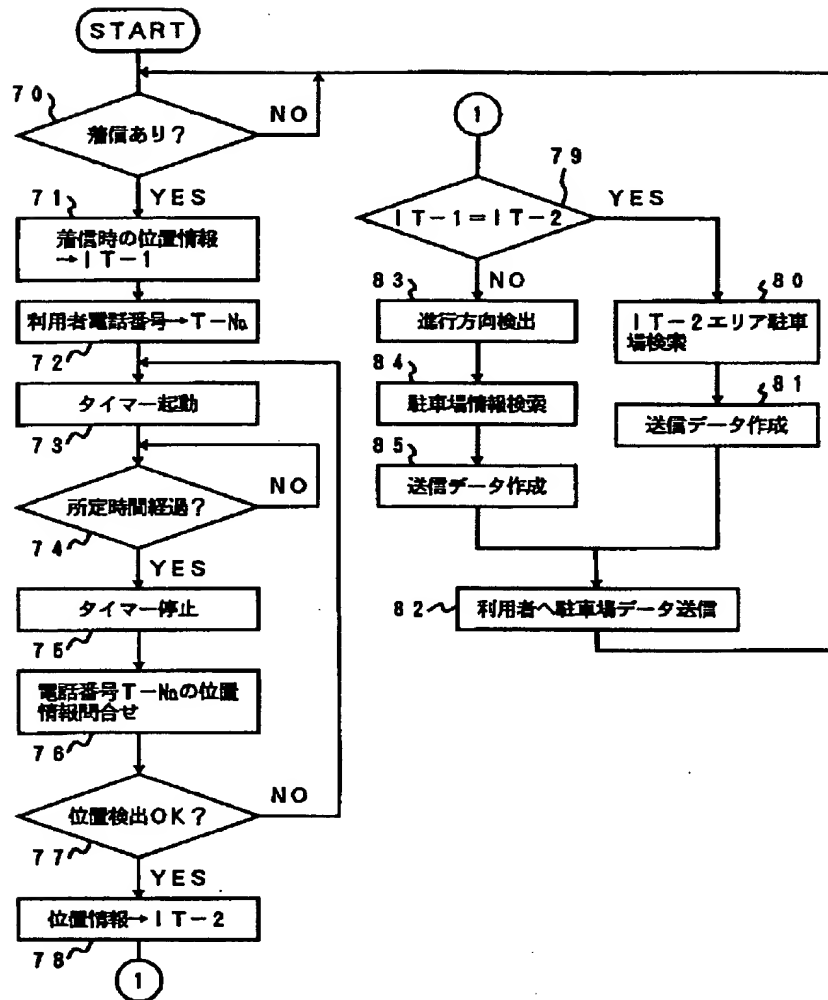 START
70
着信あり?
NO
YES
71
着信時の位置情報
→IT-1
利用者電話番号→T-No
72
タイマー起動
73
所定時間経過?
NO
74
YES
タイマー停止
75
電話番号T-Noの位置
情報問合せ
76
位置検出OK?
NO
77
YES
位置情報→IT-2
78
1
1
79
IT-1=IT-2
YES
NO
83
進行方向検出
84
駐車場情報検索
85
送信データ作成
80
IT-2エリア駐車
場検索
81
送信データ作成
82
利用者へ駐車場データ送信